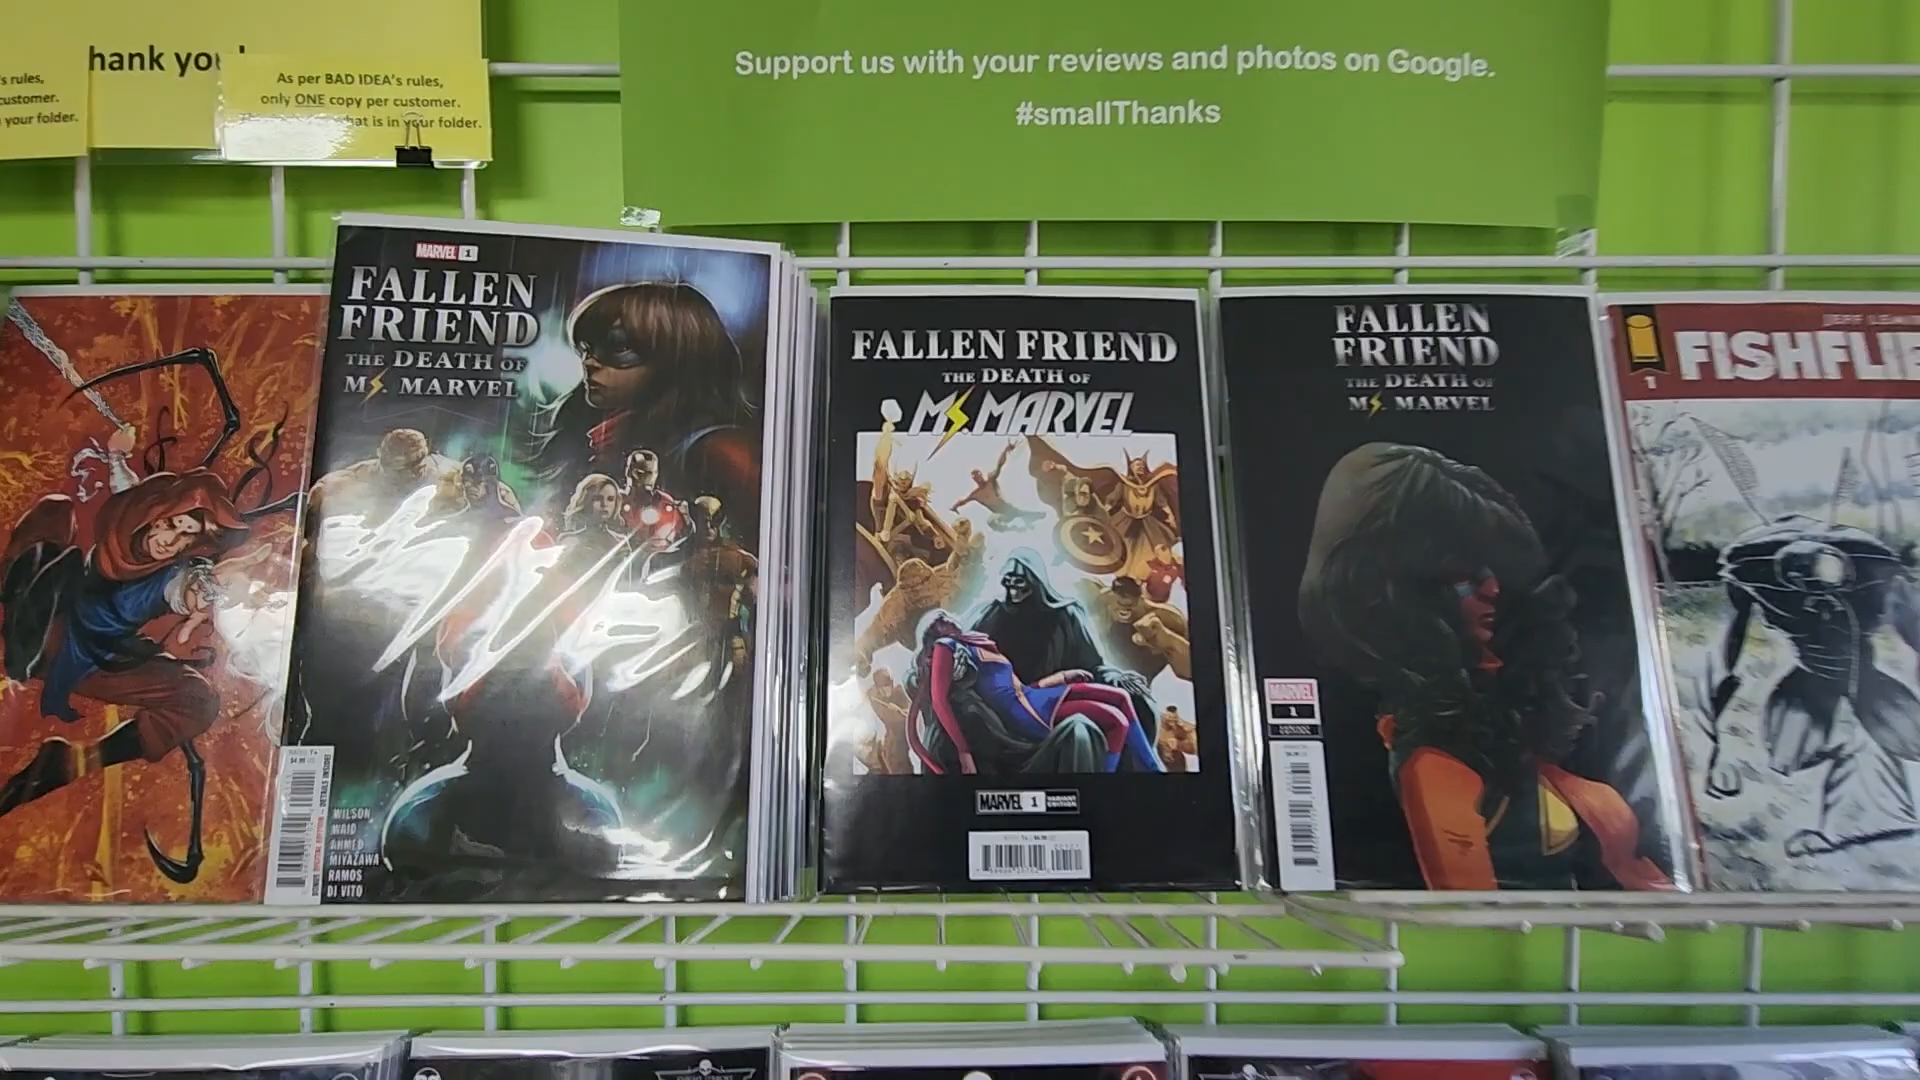 hank you!
s rules,
customer.
your folder.
As per BAD IDEA's rules,
only ONE copy per customer.
what is in your folder.
Support us with your reviews and photos on Google.
#smallThanks
MARVEL 1
FALLEN
FRIEND
THE DEATH OF
MS. MARVEL
WILSON
WAID
AHMED
MIYAZAWA
RAMOS
DI VITO
FALLEN FRIEND
THE DEATH OF
MS. MARVEL
MARVEL 1 VARIANT EDITION
FALLEN
FRIEND
THE DEATH OF
MS. MARVEL
MARVEL
1
JEFF
FISHFLIE
1